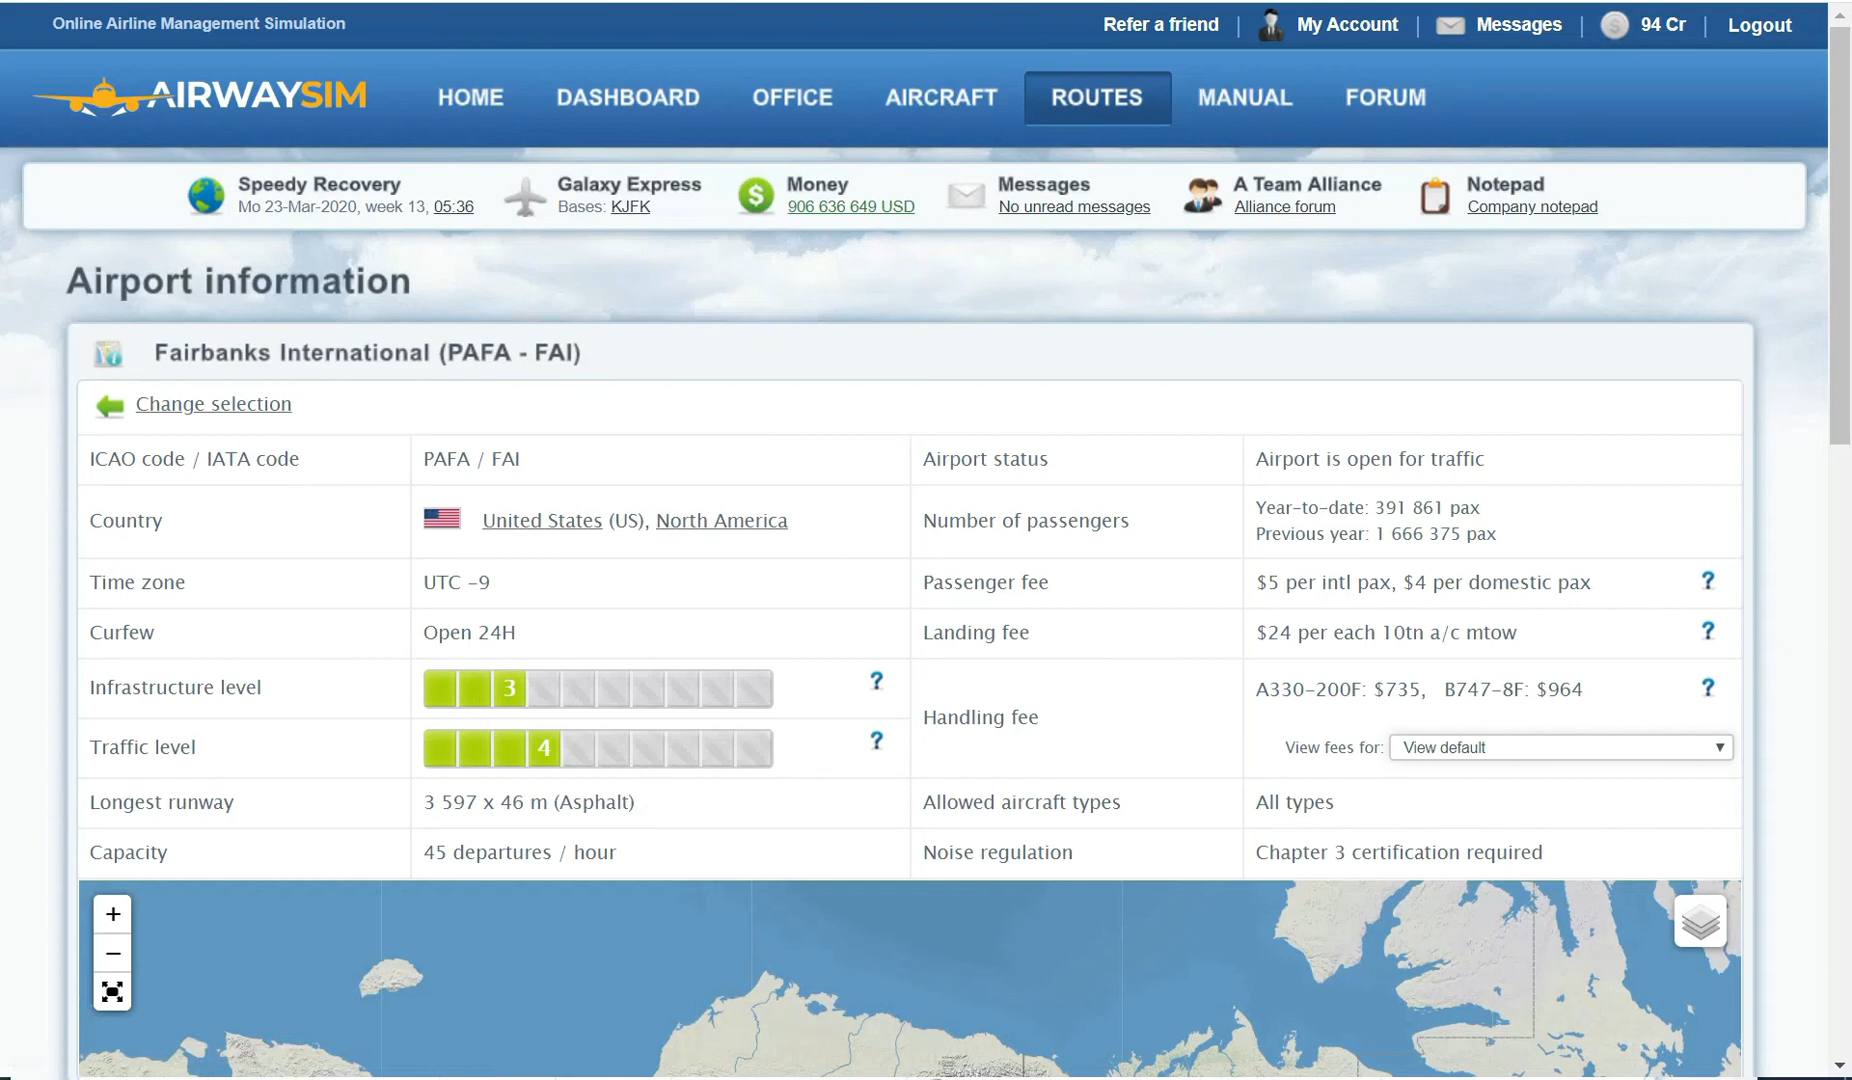 Online Airline Management Simulation
Refer a friend | My Account | Messages | 94 Cr | Logout
AIRWAYSIM
HOME DASHBOARD OFFICE AIRCRAFT ROUTES MANUAL FORUM
Speedy Recovery
Mo 23-Mar-2020, week 13, 05:36
Galaxy Express
Bases: KJFK
Money
906 636 649 USD
Messages
No unread messages
A Team Alliance
Alliance forum
Notepad
Company notepad
Airport information
Fairbanks International (PAFA - FAI)
Change selection
ICAO code / IATA code PAFA / FAI Airport status Airport is open for traffic
Country United States (US), North America Number of passengers
Year-to-date: 391 861 pax
Previous year: 1 666 375 pax
Time zone UTC -9 Passenger fee $5 per intl pax, $4 per domestic pax ?
Curfew Open 24H Landing fee $24 per each 10tn a/c mtow ?
Infrastructure level 3 ?
Handling fee
A330-200F: $735, B747-8F: $964 ?
Traffic level 4 ?
View fees for: View default
Longest runway 3 597 x 46 m (Asphalt) Allowed aircraft types All types
Capacity 45 departures / hour Noise regulation Chapter 3 certification required
+
−